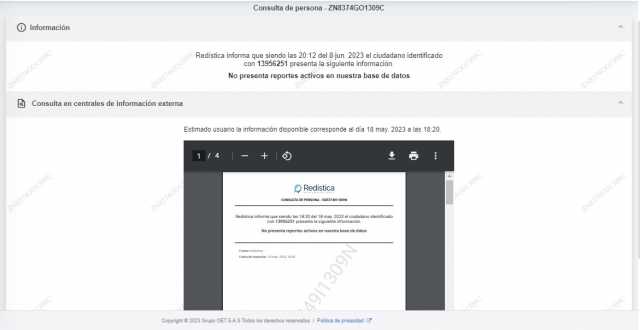 Consulta de persona - ZN8374GO1309C
Información
Redistica informa que siendo las 20:12 del 8 jun. 2023 el ciudadano identificado
con 13956251 presenta la siguiente información
No presenta reportes activos en nuestra base de datos
Consulta en centrales de información externa
Estimado usuario la información disponible corresponde al día 18 may. 2023 a las 18:20.
1 / 4
Redistica
CONSULTA DE PERSONA
Redistica informa que siendo las 18:20 del 18 may. 2023 el ciudadano identificado
con 13956251 presenta la siguiente información
No presenta reportes activos en nuestra base de datos
Copyright © 2023 Grupo OET S.A.S Todos los derechos reservados / Política de privacidad